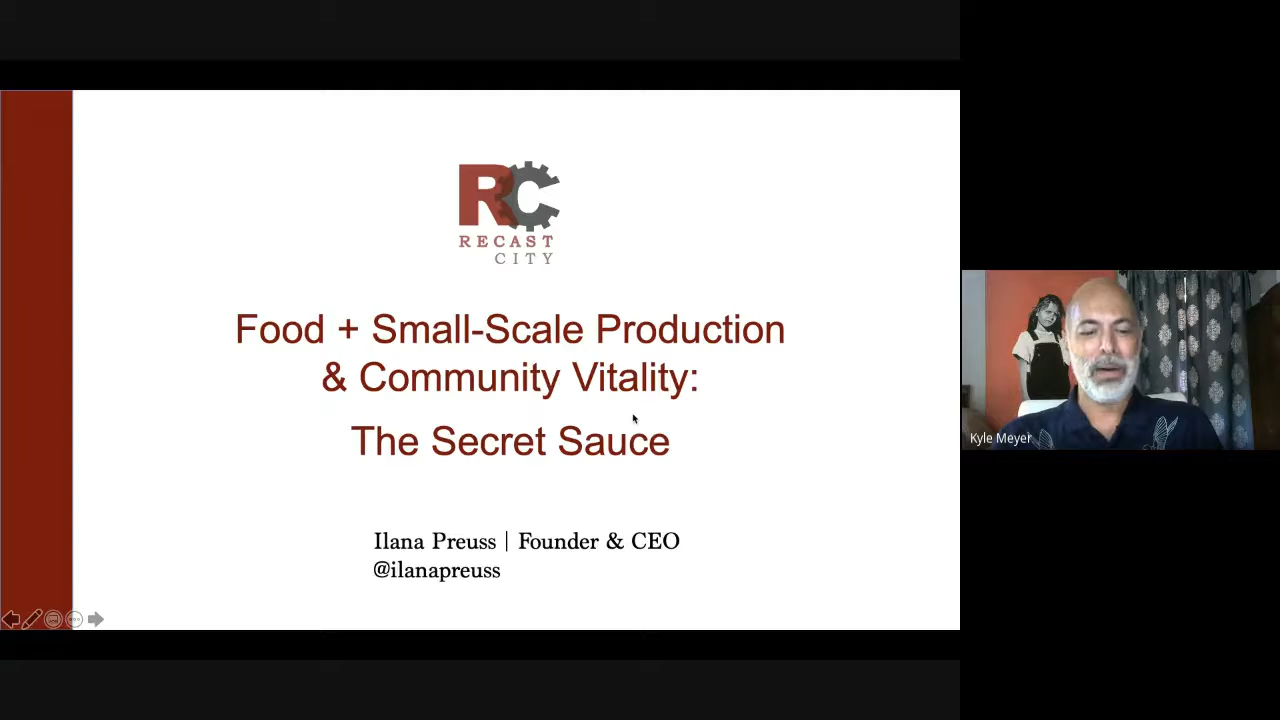 RC
RECAST
CITY
Food + Small-Scale Production
& Community Vitality:
The Secret Sauce
Ilana Preuss | Founder & CEO
@ilanapreuss
Kyle Meyer